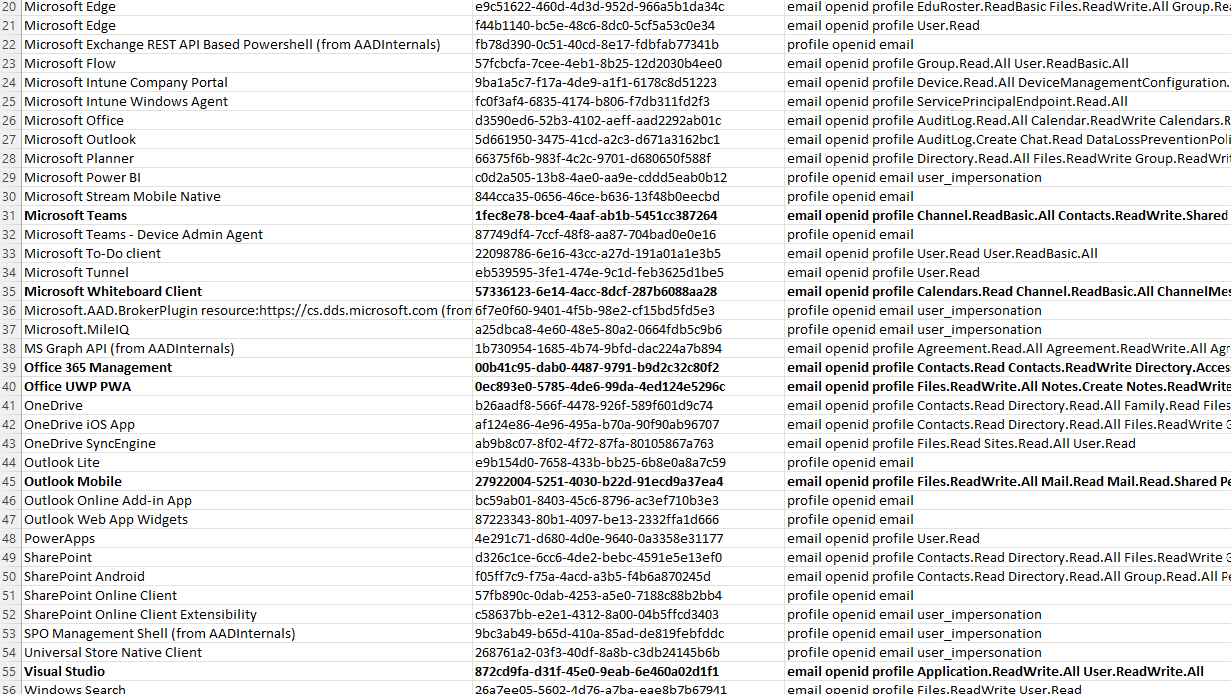 20 Microsoft Edge e9c51622-460d-4d3d-952d-966a5b1da34c email openid profile EduRoster.ReadBasic Files.ReadWrite.All Group.Re
21 Microsoft Edge f44b1140-bc5e-48c6-8dc0-5cf5a53c0e34 email openid profile User.Read
22 Microsoft Exchange REST API Based Powershell (from AADInternals) fb78d390-0c51-40cd-8e17-fdbfab77341b profile openid email
23 Microsoft Flow 57fcbcfa-7cee-4eb1-8b25-12d2030b4ee0 email openid profile Group.Read.All User.ReadBasic.All
24 Microsoft Intune Company Portal 9ba1a5c7-f17a-4de9-a1f1-6178c8d51223 email openid profile Device.Read.All DeviceManagementConfiguration.
25 Microsoft Intune Windows Agent fc0f3af4-6835-4174-b806-f7db311fd2f3 email openid profile ServicePrincipalEndpoint.Read.All
26 Microsoft Office d3590ed6-52b3-4102-aeff-aad2292ab01c email openid profile AuditLog.Read.All Calendar.ReadWrite Calendars.R
27 Microsoft Outlook 5d661950-3475-41cd-a2c3-d671a3162bc1 email openid profile AuditLog.Create Chat.Read DataLossPreventionPoli
28 Microsoft Planner 66375f6b-983f-4c2c-9701-d680650f588f email openid profile Directory.Read.All Files.ReadWrite Group.ReadWri
29 Microsoft Power BI c0d2a505-13b8-4ae0-aa9e-cddd5eab0b12 profile openid email user_impersonation
30 Microsoft Stream Mobile Native 844cca35-0656-46ce-b636-13f48b0eecbd profile openid email
31 Microsoft Teams 1fec8e78-bce4-4aaf-ab1b-5451cc387264 email openid profile Channel.ReadBasic.All Contacts.ReadWrite.Shared
32 Microsoft Teams - Device Admin Agent 87749df4-7ccf-48f8-aa87-704bad0e0e16 profile openid email
33 Microsoft To-Do client 22098786-6e16-43cc-a27d-191a01a1e3b5 email openid profile User.Read User.ReadBasic.All
34 Microsoft Tunnel eb539595-3fe1-474e-9c1d-feb3625d1be5 email openid profile User.Read
35 Microsoft Whiteboard Client 57336123-6e14-4acc-8dcf-287b6088aa28 email openid profile Calendars.Read Channel.ReadBasic.All ChannelMes
36 Microsoft.AAD.BrokerPlugin resource:https://cs.dds.microsoft.com (from 6f7e0f60-9401-4f5b-98e2-cf15bd5fd5e3 profile openid email user_impersonation
37 Microsoft.MileIQ a25dbca8-4e60-48e5-80a2-0664fdb5c9b6 profile openid email user_impersonation
38 MS Graph API (from AADInternals) 1b730954-1685-4b74-9bfd-dac224a7b894 email openid profile Agreement.Read.All Agreement.ReadWrite.All Agr
39 Office 365 Management 00b41c95-dab0-4487-9791-b9d2c32c80f2 email openid profile Contacts.Read Contacts.ReadWrite Directory.Acces
40 Office UWP PWA 0ec893e0-5785-4de6-99da-4ed124e5296c email openid profile Files.ReadWrite.All Notes.Create Notes.ReadWrite
41 OneDrive b26aadf8-566f-4478-926f-589f601d9c74 email openid profile Contacts.Read Directory.Read.All Family.Read Files
42 OneDrive iOS App af124e86-4e96-495a-b70a-90f90ab96707 email openid profile Contacts.Read Directory.Read.All Files.ReadWrite G
43 OneDrive SyncEngine ab9b8c07-8f02-4f72-87fa-80105867a763 email openid profile Files.Read Sites.Read.All User.Read
44 Outlook Lite e9b154d0-7658-433b-bb25-6b8e0a8a7c59 profile openid email
45 Outlook Mobile 27922004-5251-4030-b22d-91ecd9a37ea4 email openid profile Files.ReadWrite.All Mail.Read Mail.Read.Shared Pe
46 Outlook Online Add-in App bc59ab01-8403-45c6-8796-ac3ef710b3e3 profile openid email
47 Outlook Web App Widgets 87223343-80b1-4097-be13-2332ffa1d666 profile openid email
48 PowerApps 4e291c71-d680-4d0e-9640-0a3358e31177 email openid profile User.Read
49 SharePoint d326c1ce-6cc6-4de2-bebc-4591e5e13ef0 email openid profile Contacts.Read Directory.Read.All Files.ReadWrite G
50 SharePoint Android f05ff7c9-f75a-4acd-a3b5-f4b6a870245d email openid profile Contacts.Read Directory.Read.All Group.Read.All Pe
51 SharePoint Online Client 57fb890c-0dab-4253-a5e0-7188c88b2bb4 profile openid email
52 SharePoint Online Client Extensibility c58637bb-e2e1-4312-8a00-04b5ffcd3403 profile openid email user_impersonation
53 SPO Management Shell (from AADInternals) 9bc3ab49-b65d-410a-85ad-de819febfddc profile openid email user_impersonation
54 Universal Store Native Client 268761a2-03f3-40df-8a8b-c3db24145b6b profile openid email user_impersonation
55 Visual Studio 872cd9fa-d31f-45e0-9eab-6e460a02d1f1 email openid profile Application.ReadWrite.All User.ReadWrite.All
56 Windows Search 26a7ee05-5602-4d76-a7ba-eae8b7b67941 email openid profile Files.ReadWrite User.Read